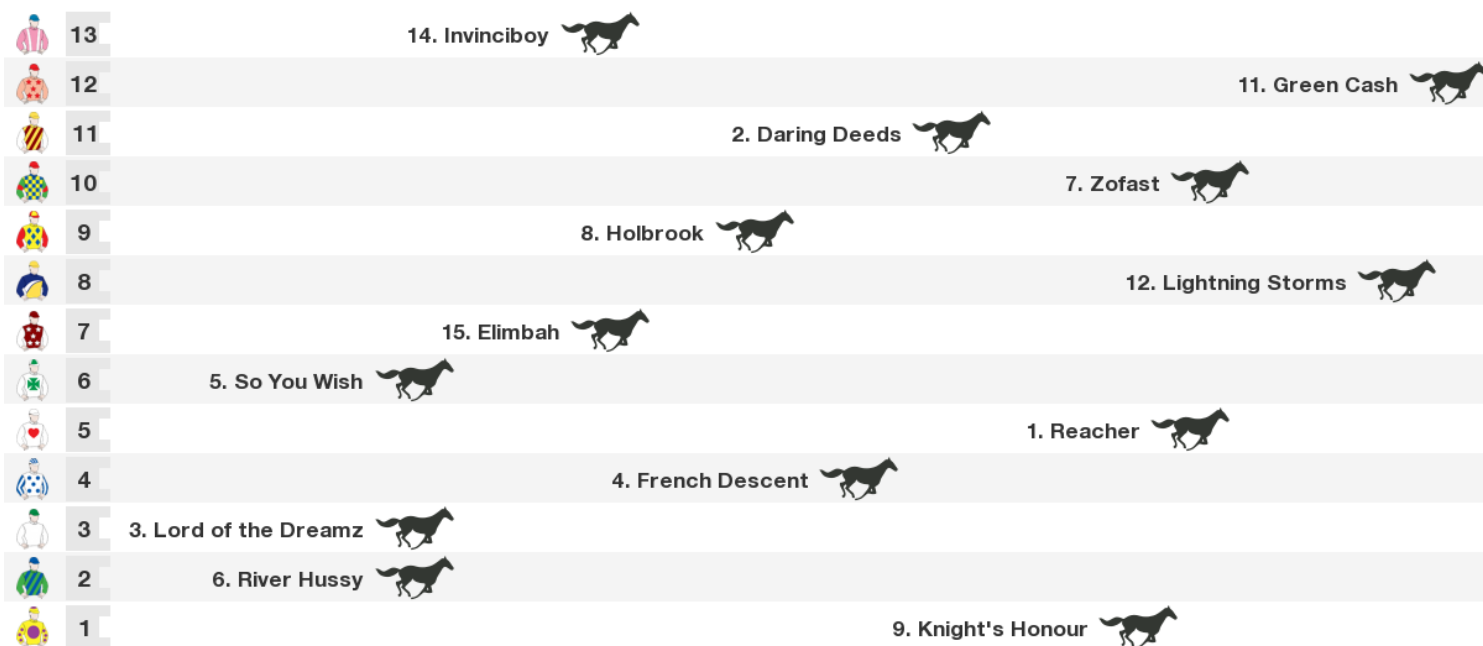 13 14. Invinciboy
12 11. Green Cash
11 2. Daring Deeds
10 7. Zofast
9 8. Holbrook
8 12. Lightning Storms
7 15. Elimbah
6 5. So You Wish
5 1. Reacher
4 4. French Descent
3 3. Lord of the Dreamz
2 6. River Hussy
1 9. Knight's Honour